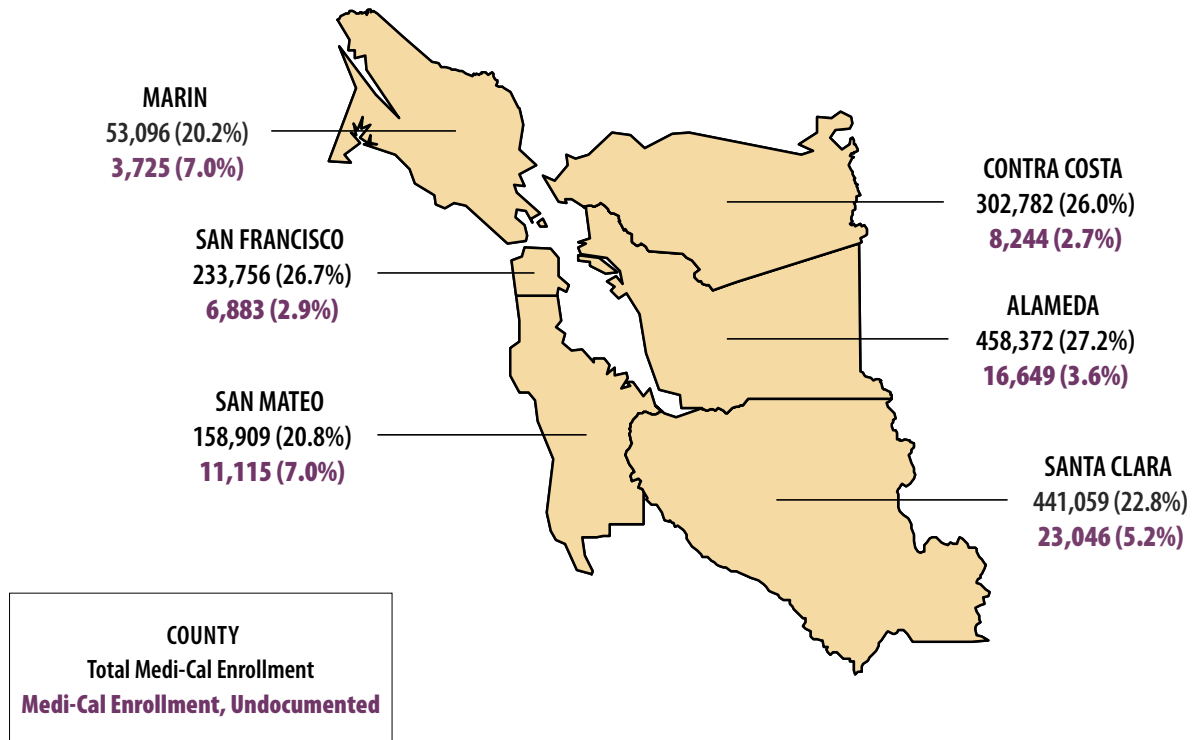 MARIN
53,096 (20.2%)
3,725 (7.0%)
SAN FRANCISCO
233,756 (26.7%)
6,883 (2.9%)
SAN MATEO
158,909 (20.8%)
11,115 (7.0%)
CONTRA COSTA
302,782 (26.0%)
8,244 (2.7%)
ALAMEDA
458,372 (27.2%)
16,649 (3.6%)
SANTA CLARA
441,059 (22.8%)
23,046 (5.2%)
COUNTY
Total Medi-Cal Enrollment
Medi-Cal Enrollment, Undocumented